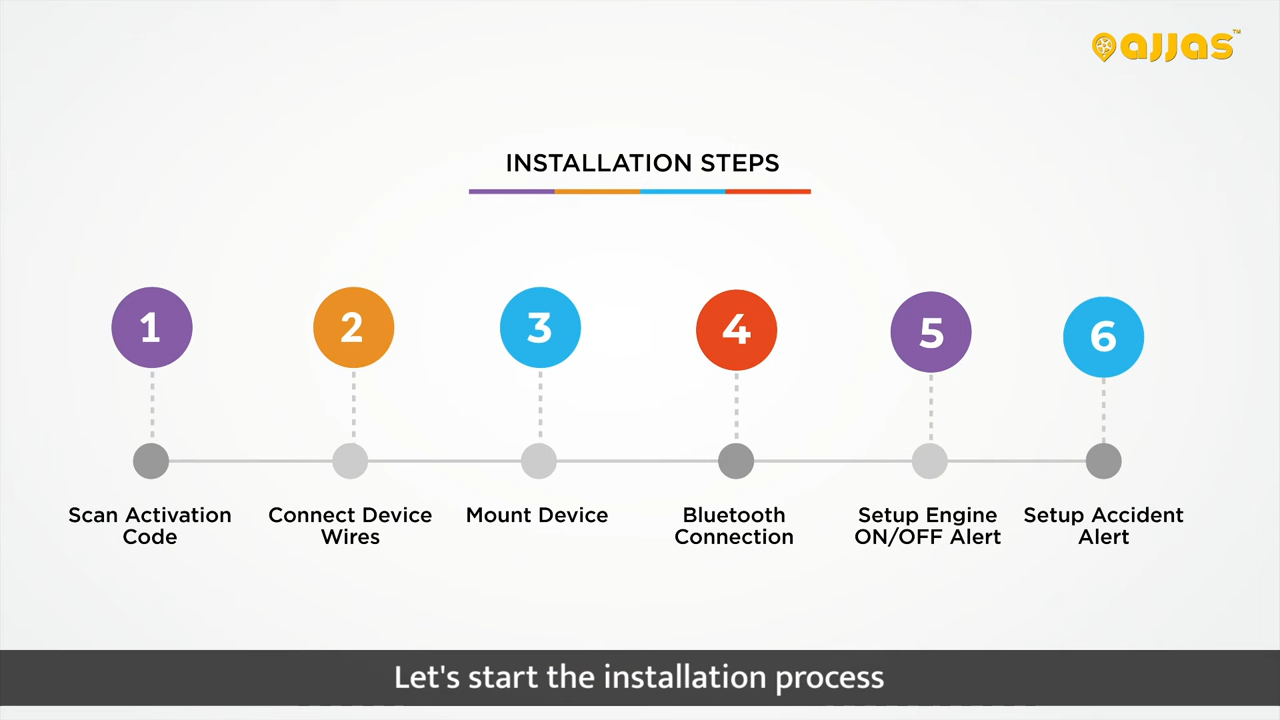 ajjas™
INSTALLATION STEPS
1
2
3
4
5
6
Scan Activation
Code
Connect Device
Wires
Mount Device
Bluetooth
Connection
Setup Engine
ON/OFF Alert
Setup Accident
Alert
Let's start the installation process